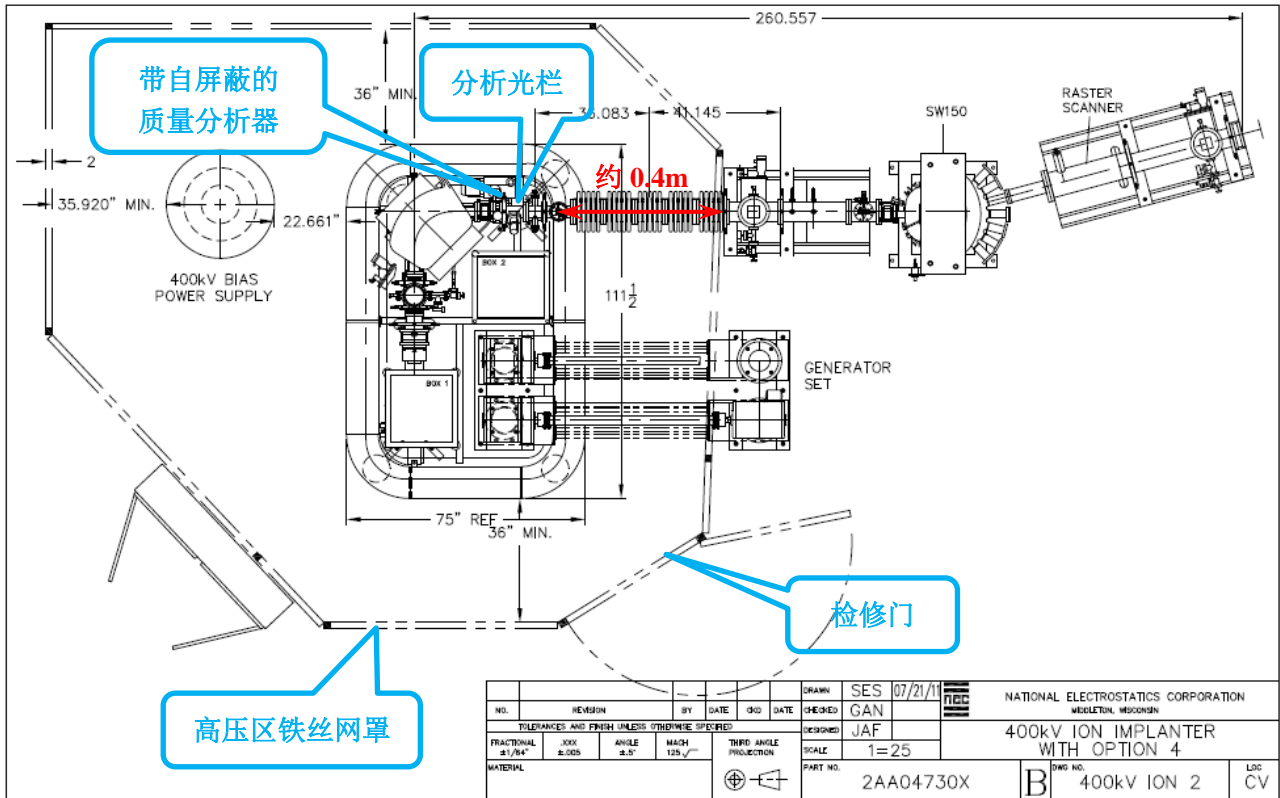 260.557
带自屏蔽的
质量分析器
分析光栏
36" MIN.
41.145
SW150
RASTER
SCANNER
2
约 0.4m
35.920" MIN.
22.661"
400kV BIAS
POWER SUPPLY
BOX 2
111 1/2
BOX 1
GENERATOR
SET
75" REF
36" MIN.
检修门
高压区铁丝网罩
NO.
REVISION
BY
DATE
CKD
DATE
TOLERANCES AND FINISH UNLESS OTHERWISE SPECIFIED
FRACTIONAL
±1/64"
.XXX
±.005
ANGLE
±.5°
MACH
125
THIRD ANGLE
PROJECTION
MATERIAL
DRAWN SES 07/21/11
CHECKED GAN
DESIGNED JAF
SCALE 1=25
nec
NATIONAL ELECTROSTATICS CORPORATION
MIDDLETON, WISCONSIN
400kV ION IMPLANTER
WITH OPTION 4
PART NO.
2AA04730X
B
DWG NO.
400kV ION 2
LOC
CV